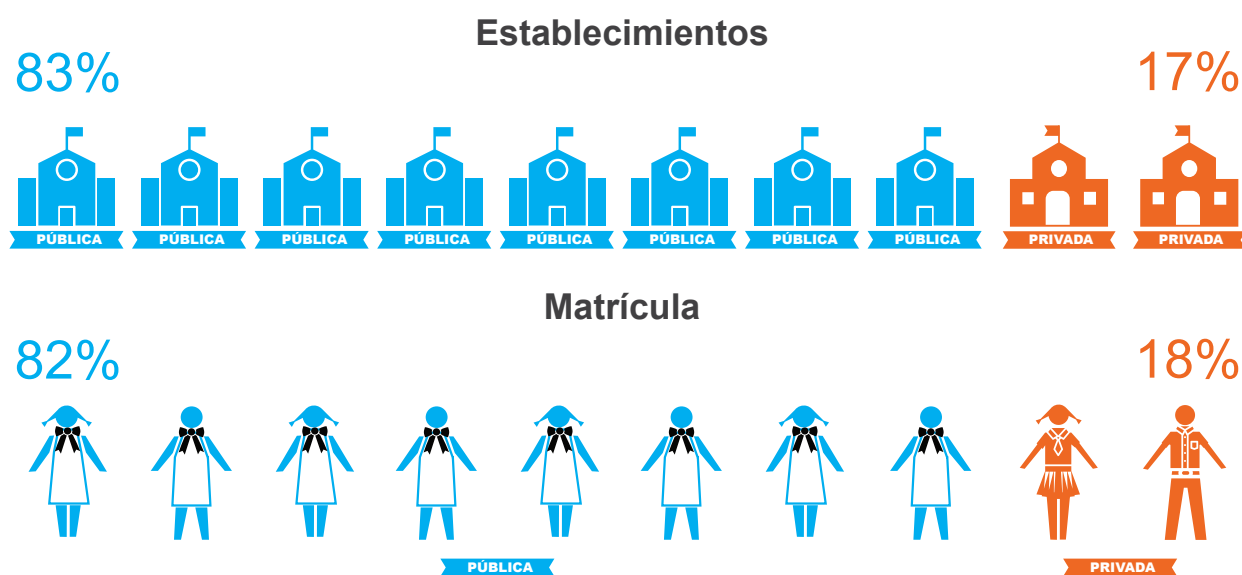 Establecimientos
83% 17%
PÚBLICA PÚBLICA PÚBLICA PÚBLICA PÚBLICA PÚBLICA PÚBLICA PÚBLICA PRIVADA PRIVADA
Matrícula
82% 18%
PÚBLICA PRIVADA